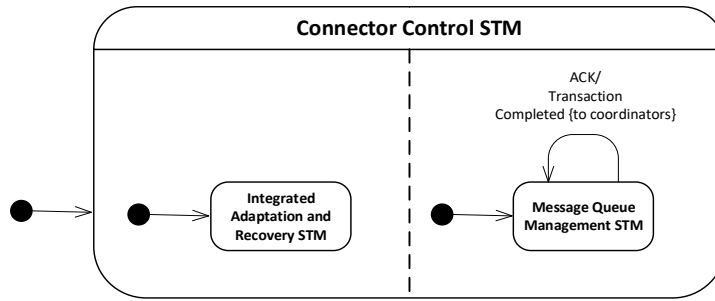 Connector Control STM
ACK/
Transaction
Completed {to coordinators}
Integrated
Adaptation and
Recovery STM
Message Queue
Management STM